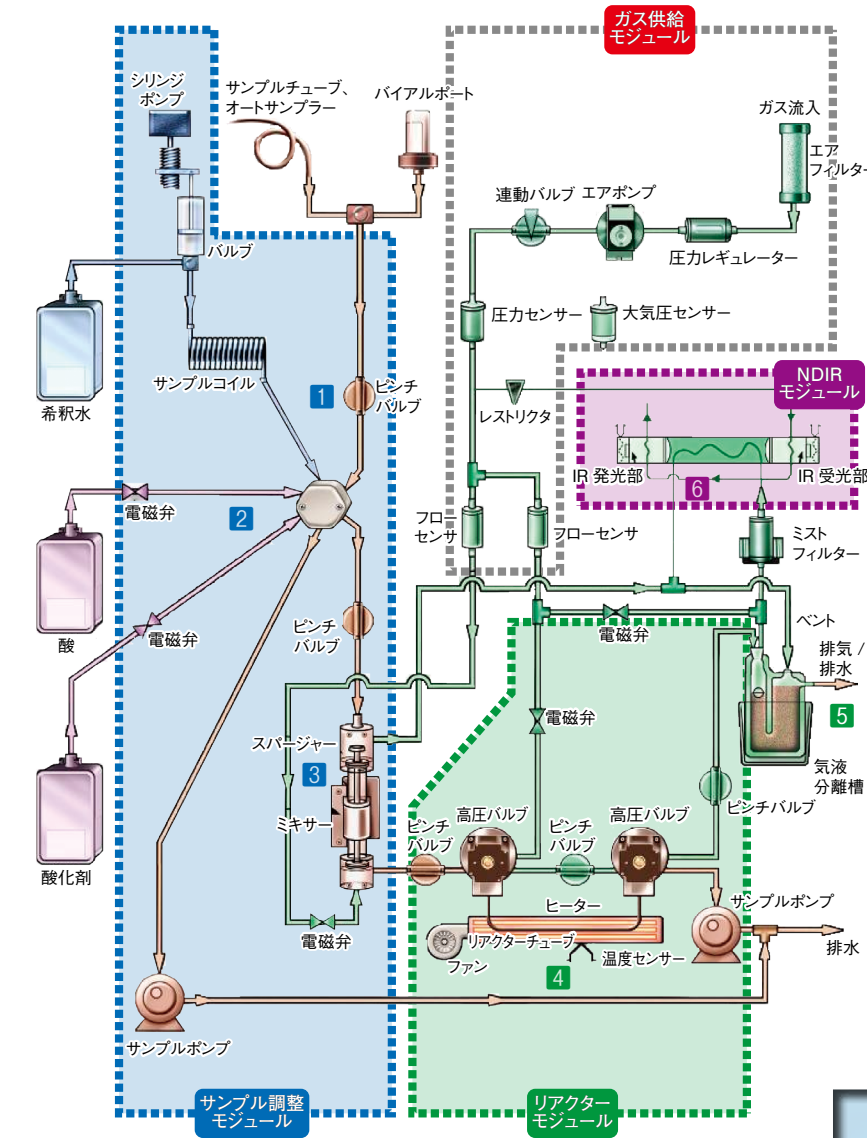 ガス供給
モジュール
シリンジ
ポンプ
サンプルチューブ、
オートサンプラー
バイアルポート
ガス流入
エア
フィルター
連動バルブ
エアポンプ
圧力レギュレーター
バルブ
圧力センサー
大気圧センサー
サンプルコイル
希釈水
1
ピンチ
バルブ
レストリクタ
NDIR
モジュール
IR 発光部
IR 受光部
6
電磁弁
2
フロー
センサ
フローセンサ
ミスト
フィルター
酸
電磁弁
ピンチ
バルブ
電磁弁
ベント
排気 /
排水
5
電磁弁
スパージャー
3
気液
分離槽
ミキサー
ピンチ
バルブ
高圧バルブ
ピンチ
バルブ
高圧バルブ
ピンチバルブ
酸化剤
ヒーター
サンプルポンプ
電磁弁
リアクターチューブ
ファン
4
温度センサー
排水
サンプルポンプ
サンプル調整
モジュール
リアクター
モジュール